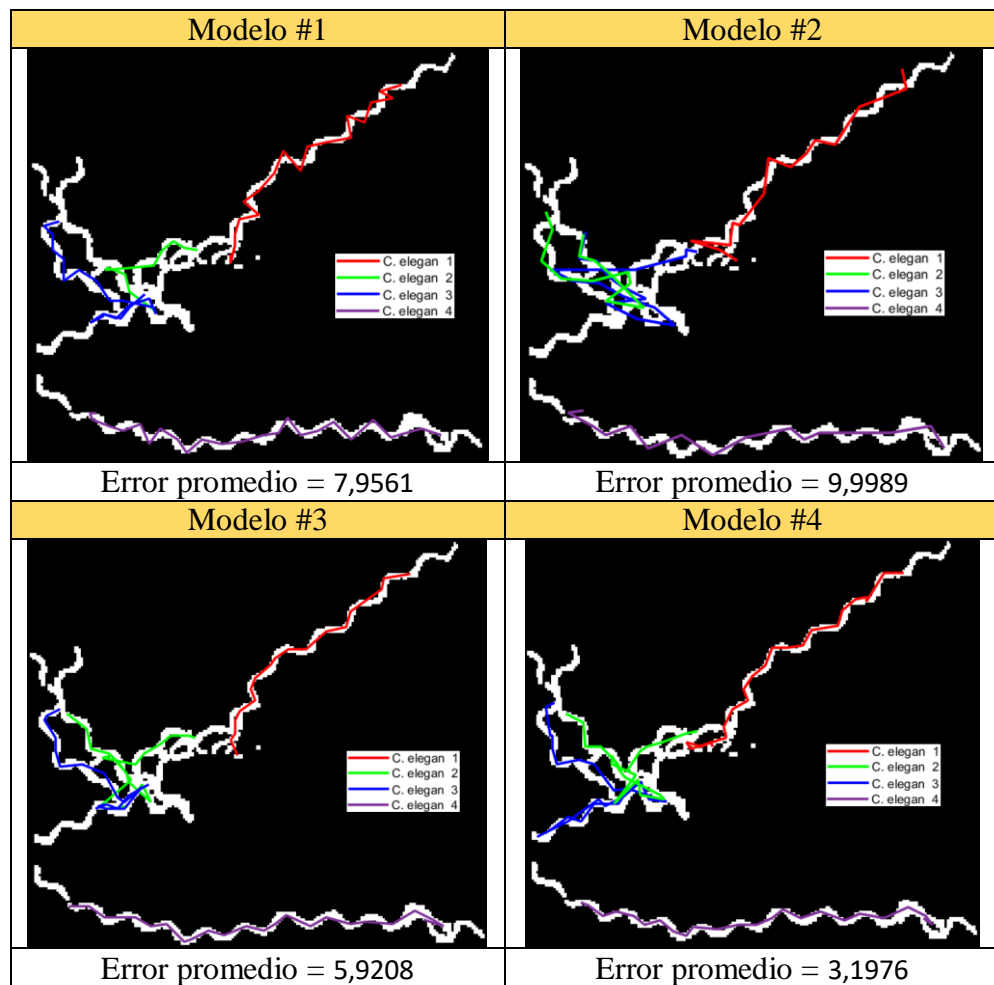 Modelo #1
Modelo #2
C. elegan 1
C. elegan 2
C. elegan 3
C. elegan 4
C. elegan 1
C. elegan 2
C. elegan 3
C. elegan 4
Error promedio = 7,9561
Error promedio = 9,9989
Modelo #3
Modelo #4
C. elegan 1
C. elegan 2
C. elegan 3
C. elegan 4
C. elegan 1
C. elegan 2
C. elegan 3
C. elegan 4
Error promedio = 5,9208
Error promedio = 3,1976